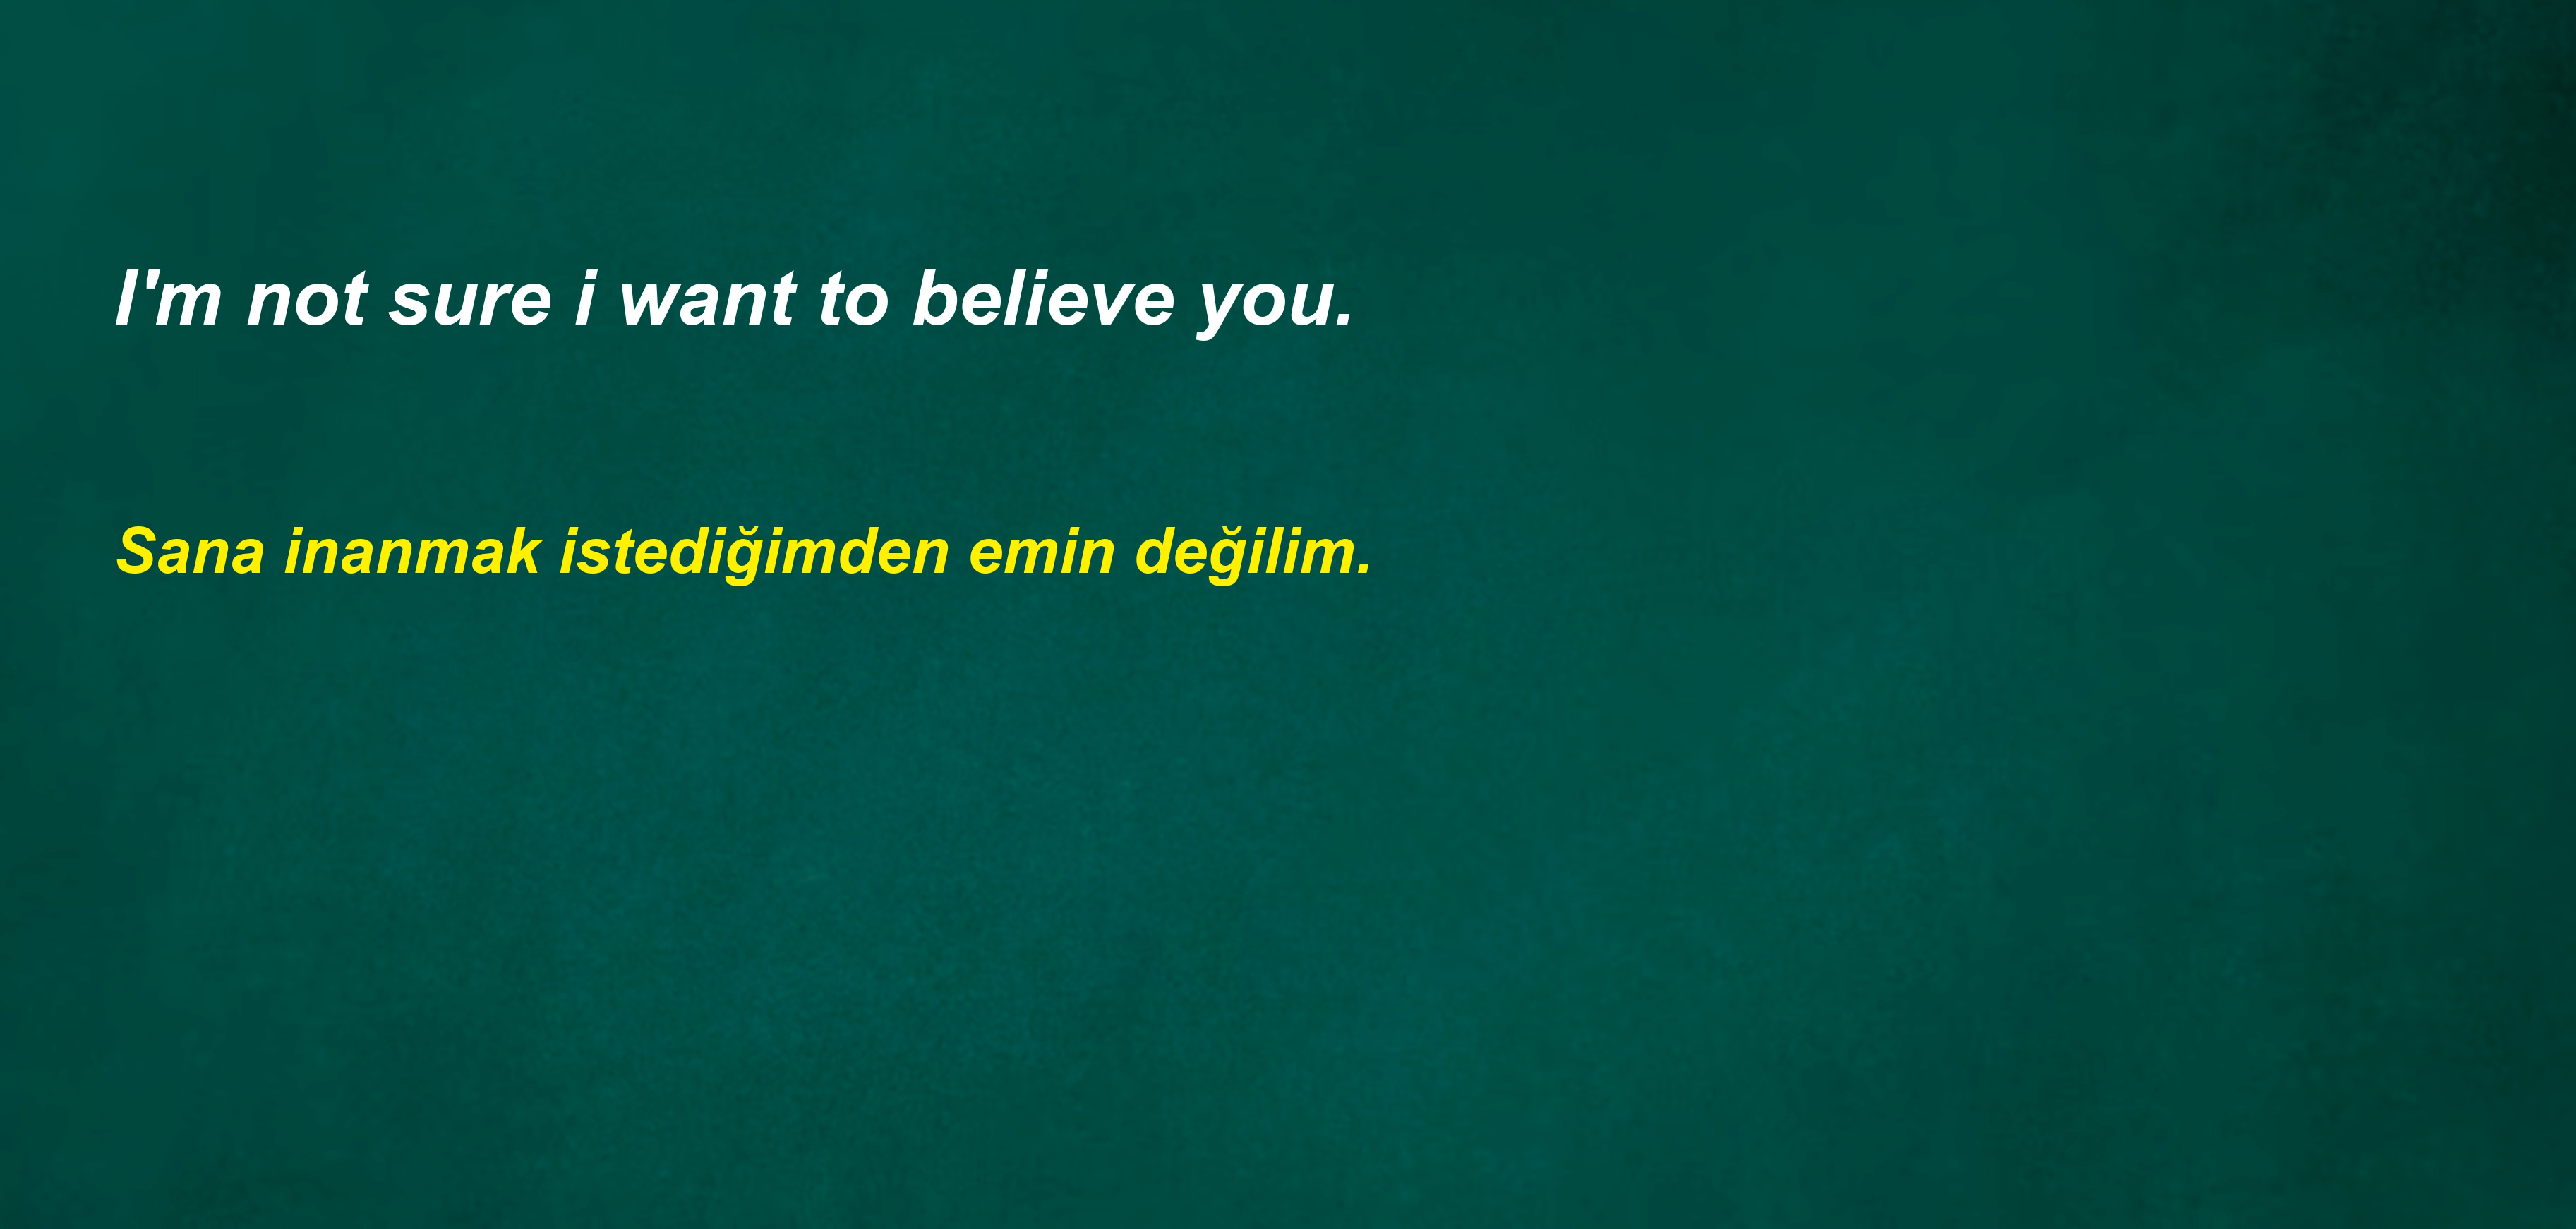 I'm not sure i want to believe you.
Sana inanmak istediğimden emin değilim.